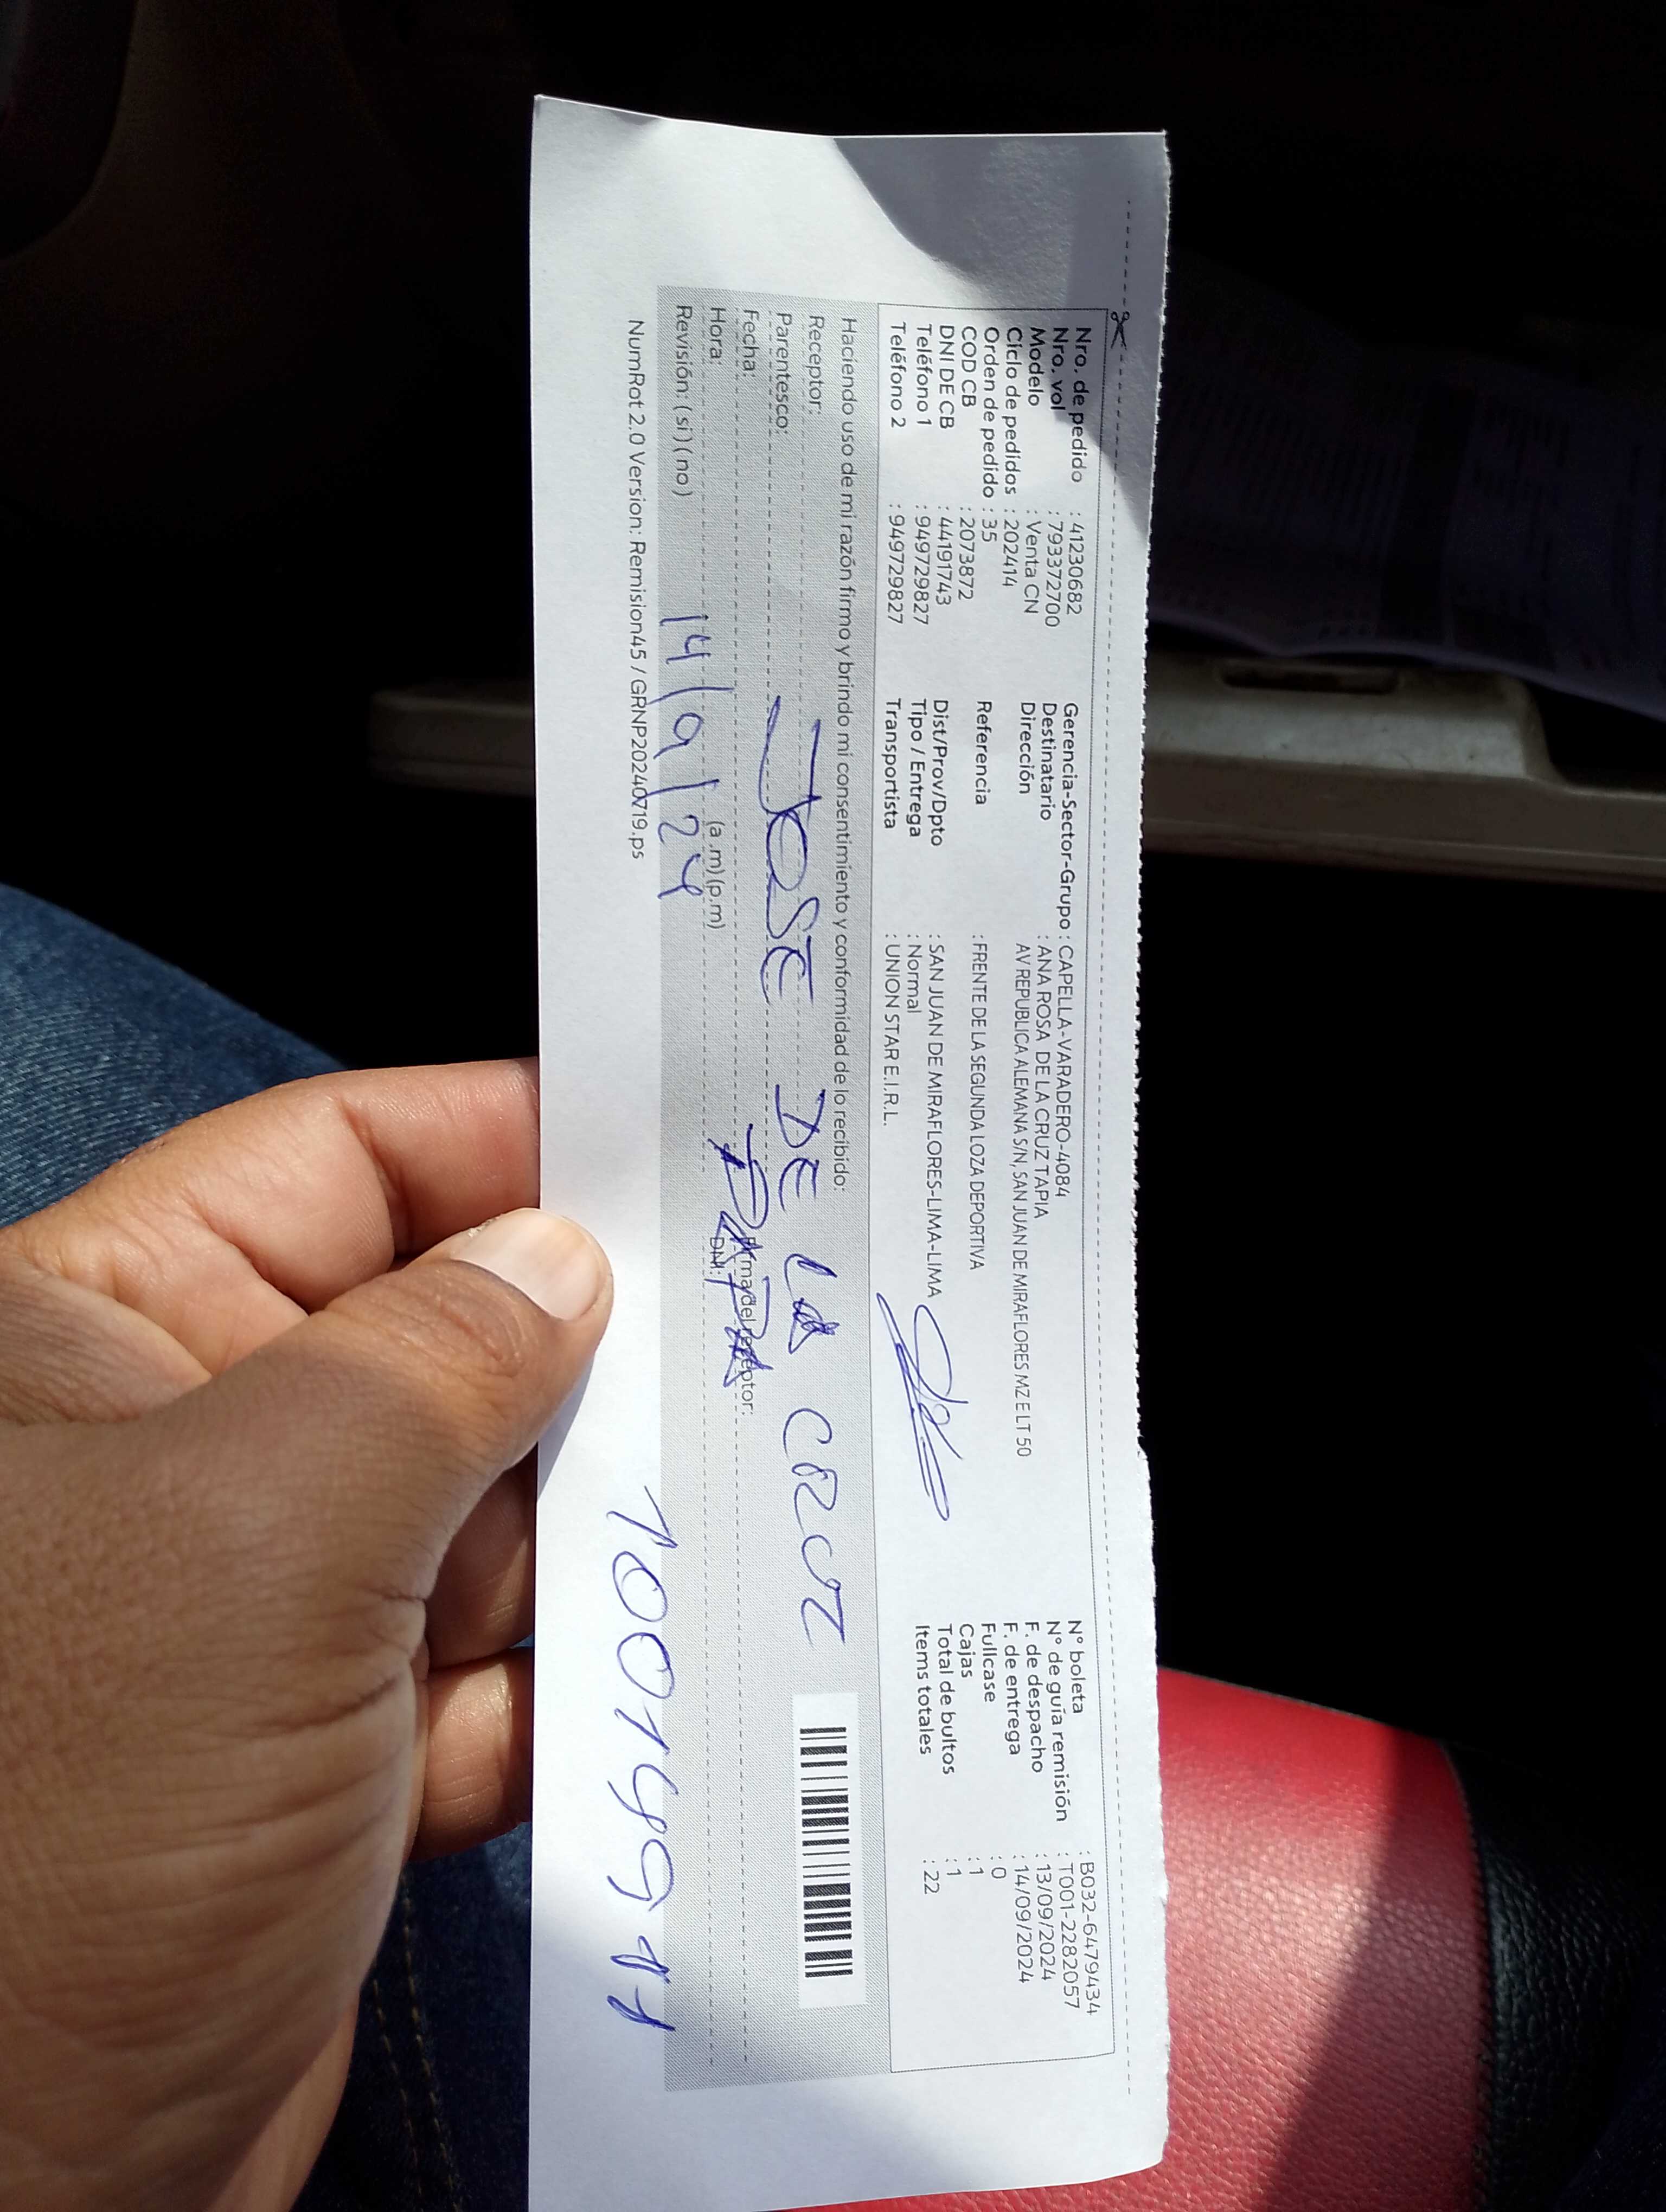 Nro. de pedido : 41230682
Nro. vol : 793372700
Modelo : Venta CN
Ciclo de pedidos : 202414
Orden de pedido : 35
COD CB : 2073872
DNI DE CB : 44191743
Teléfono 1 : 949729827
Teléfono 2 : 949729827
Gerencia-Sector-Grupo : CAPELLA-VARADERO-4084
Destinatario : ANA ROSA DE LA CRUZ TAPIA
Dirección AV REPUBLICA ALEMANA S/N, SAN JUAN DE MIRAFLORES MZ E LT 50
Referencia : FRENTE DE LA SEGUNDA LOZA DEPORTIVA
Dist/Prov/Dpto : SAN JUAN DE MIRAFLORES-LIMA-LIMA
Tipo / Entrega : Normal
Transportista : UNION STAR E.I.R.L.
N° boleta : B032-6479434
N° de guía remisión : T001-2282057
F. de despacho : 13/09/2024
F. de entrega : 14/09/2024
Fullcase : 0
Cajas : 1
Total de bultos : 1
Items totales : 22
Haciendo uso de mi razón firmo y brindo mi consentimiento y conformidad de lo recibido:
Receptor: JOSE DE LA CRUZ
Parentesco: PAPA
Fecha: Firma del receptor:
Hora: (a.m)(p.m) DNI:
Revisión: (si) (no) 14/9/24
NumRot 2.0 Version: Remision45 / GRNP20240719.ps